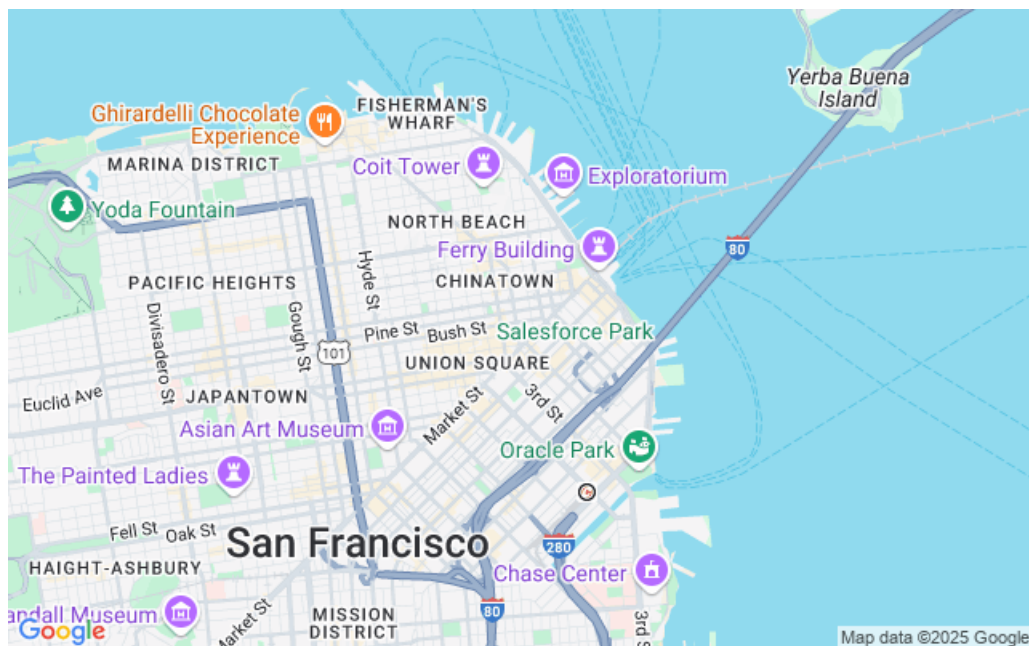 Yerba Buena
Island
FISHERMAN'S
WHARF
Ghirardelli Chocolate
Experience
MARINA DISTRICT
Coit Tower
Exploratorium
Yoda Fountain
NORTH BEACH
Ferry Building
80
Hyde St
CHINATOWN
PACIFIC HEIGHTS
Divisadero St
Gough St
Pine St
Bush St
Salesforce Park
101
UNION SQUARE
Euclid Ave
JAPANTOWN
Market St
3rd St
Asian Art Museum
Oracle Park
The Painted Ladies
Fell St
Oak St
San Francisco
280
HAIGHT-ASHBURY
Chase Center
80
andall Museum
Market St
MISSION
DISTRICT
3rd St
Google
Map data ©2025 Google